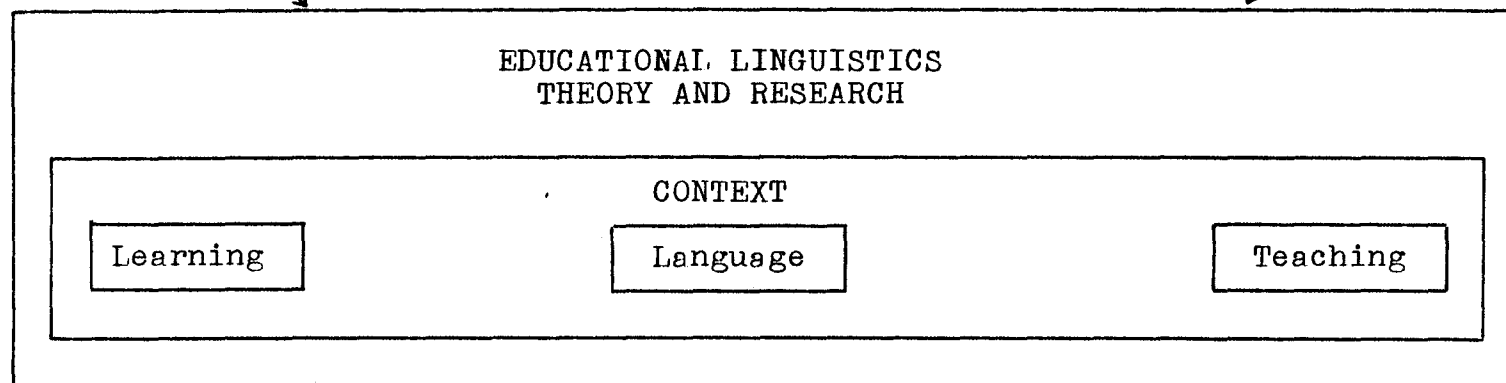 EDUCATIONAL LINGUISTICS
THEORY AND RESEARCH
CONTEXT
Learning Language Teaching